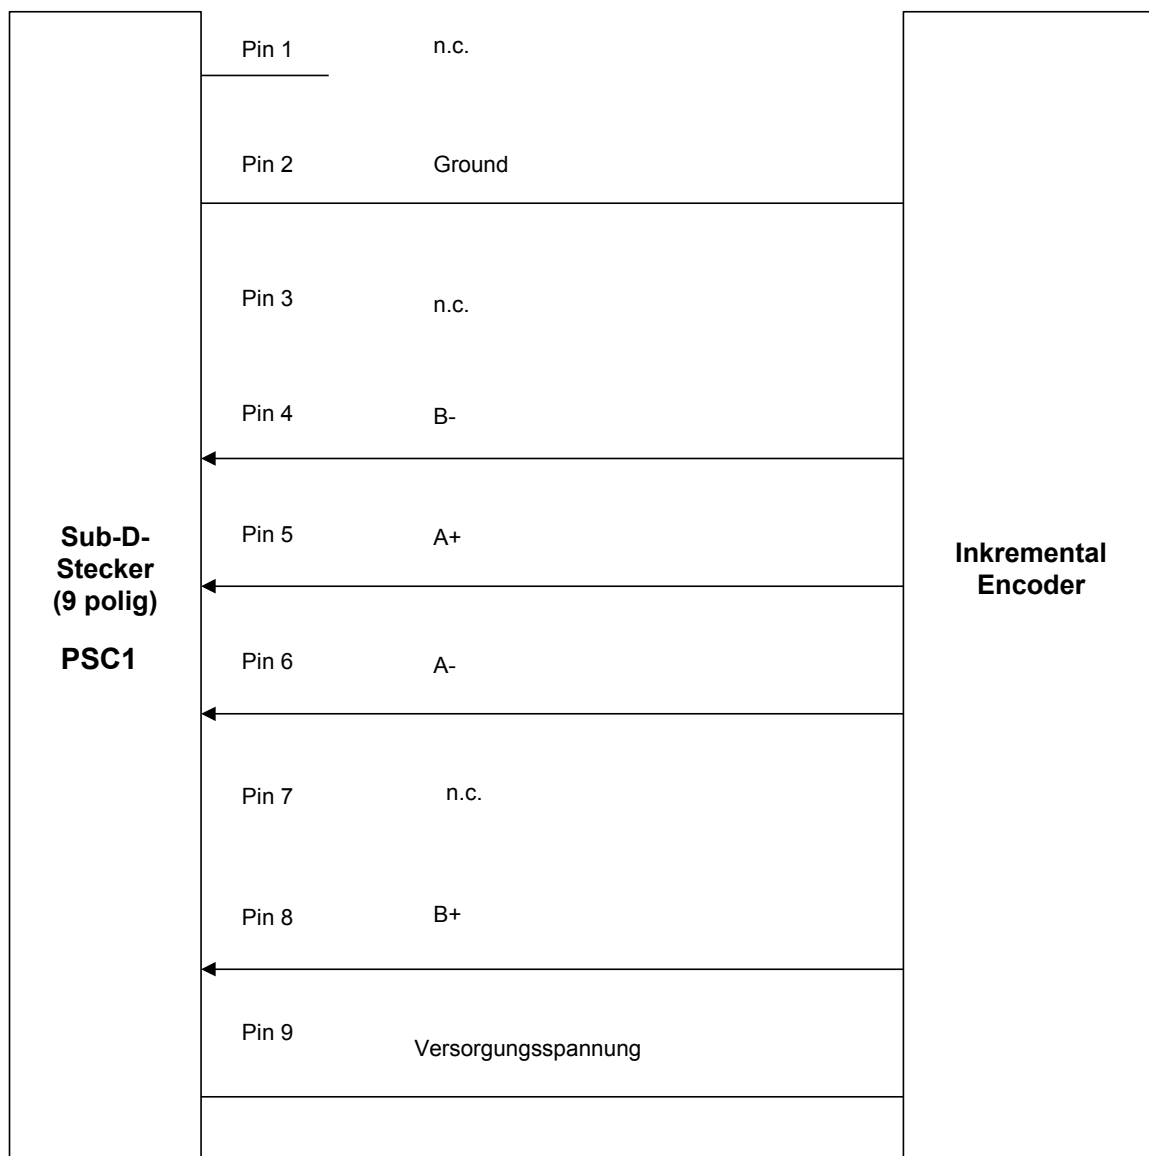 Pin 1 n.c.
Pin 2 Ground
Pin 3 n.c.
Pin 4 B-
Pin 5 A+
Pin 6 A-
Pin 7 n.c.
Pin 8 B+
Pin 9 Versorgungsspannung
Sub-D-
Stecker
(9 polig)
PSC1
Inkremental
Encoder